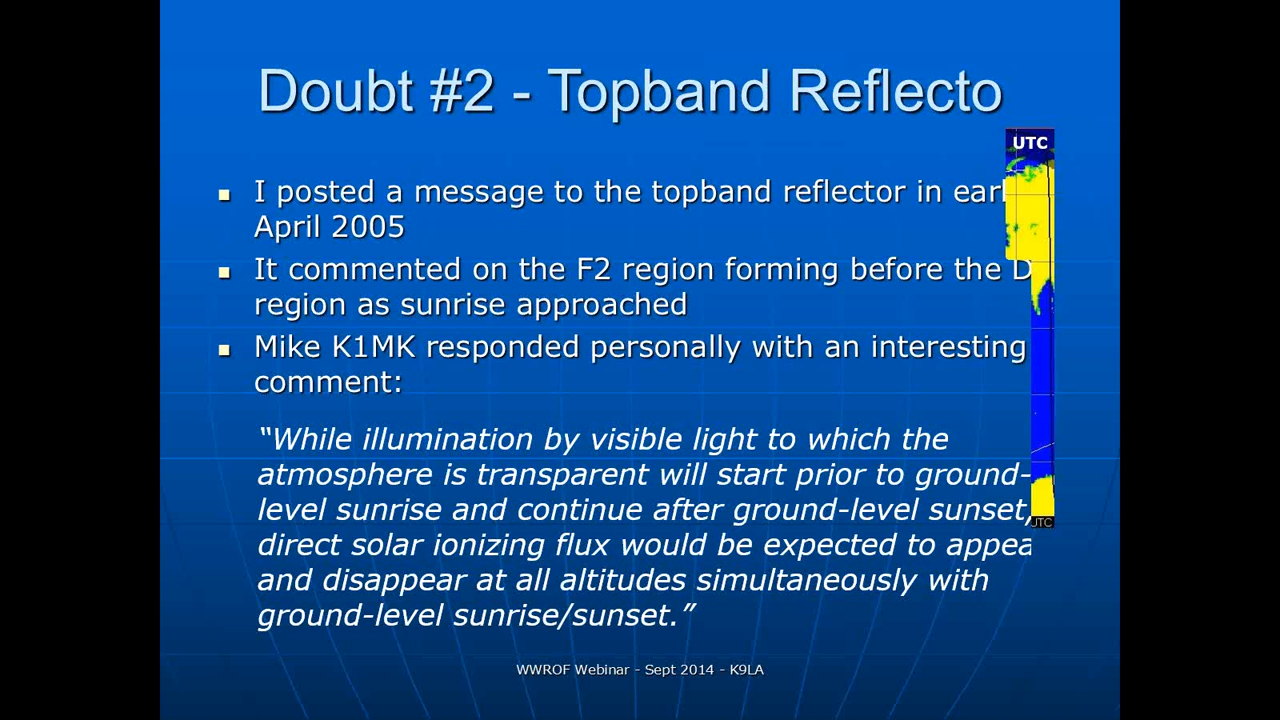 Doubt #2 - Topband Reflecto
UTC
I posted a message to the topband reflector in earl
April 2005
It commented on the F2 region forming before the D
region as sunrise approached
Mike K1MK responded personally with an interesting
comment:
“While illumination by visible light to which the
atmosphere is transparent will start prior to ground-
level sunrise and continue after ground-level sunset,
UTC
direct solar ionizing flux would be expected to appea
and disappear at all altitudes simultaneously with
ground-level sunrise/sunset.”
WWROF Webinar - Sept 2014 - K9LA